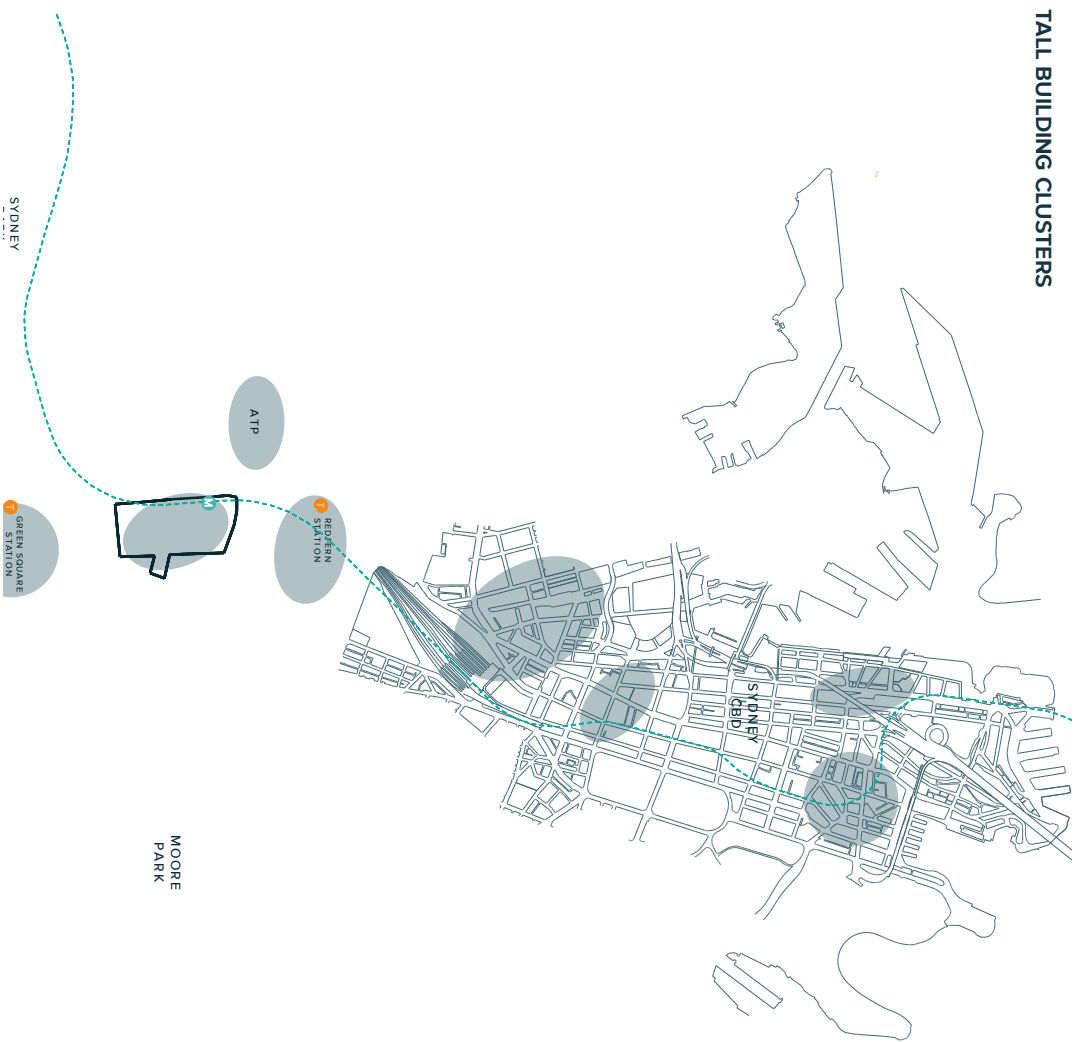 TALL BUILDING CLUSTERS
SYDNEY
CBD
REDFERN
STATION
T
ATP
M
GREEN SQUARE
STATION
T
MOORE
PARK
SYDNEY